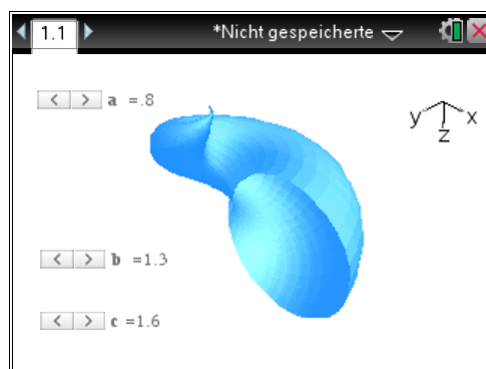 1.1 *Nicht gespeicherte
a =.8
y x
z
b =1.3
c =1.6